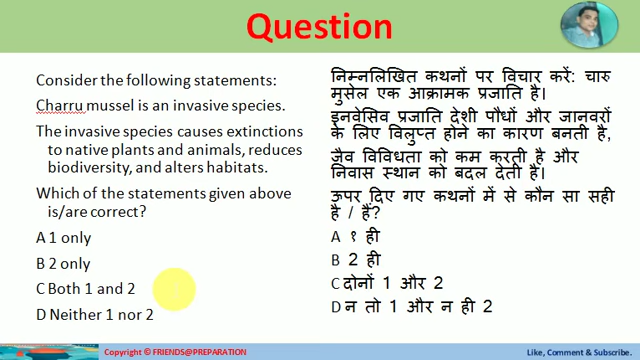 Question
Consider the following statements:
Charru mussel is an invasive species.
The invasive species causes extinctions
to native plants and animals, reduces
biodiversity, and alters habitats.
Which of the statements given above
is/are correct?
A 1 only
B 2 only
C Both 1 and 2
D Neither 1 nor 2
निम्नलिखित कथनों पर विचार करें: चारु
मुसेल एक आक्रामक प्रजाति है।
इनवेसिव प्रजाति देशी पौधों और जानवरों
के लिए विलुप्त होने का कारण बनती है,
जैव विविधता को कम करती है और
निवास स्थान को बदल देती है।
ऊपर दिए गए कथनों में से कौन सा सही
है / हैं?
A १ ही
B 2 ही
C दोनों 1 और 2
D न तो 1 और न ही 2
Copyright © FRIENDS@PREPARATION
Like, Comment & Subscribe.